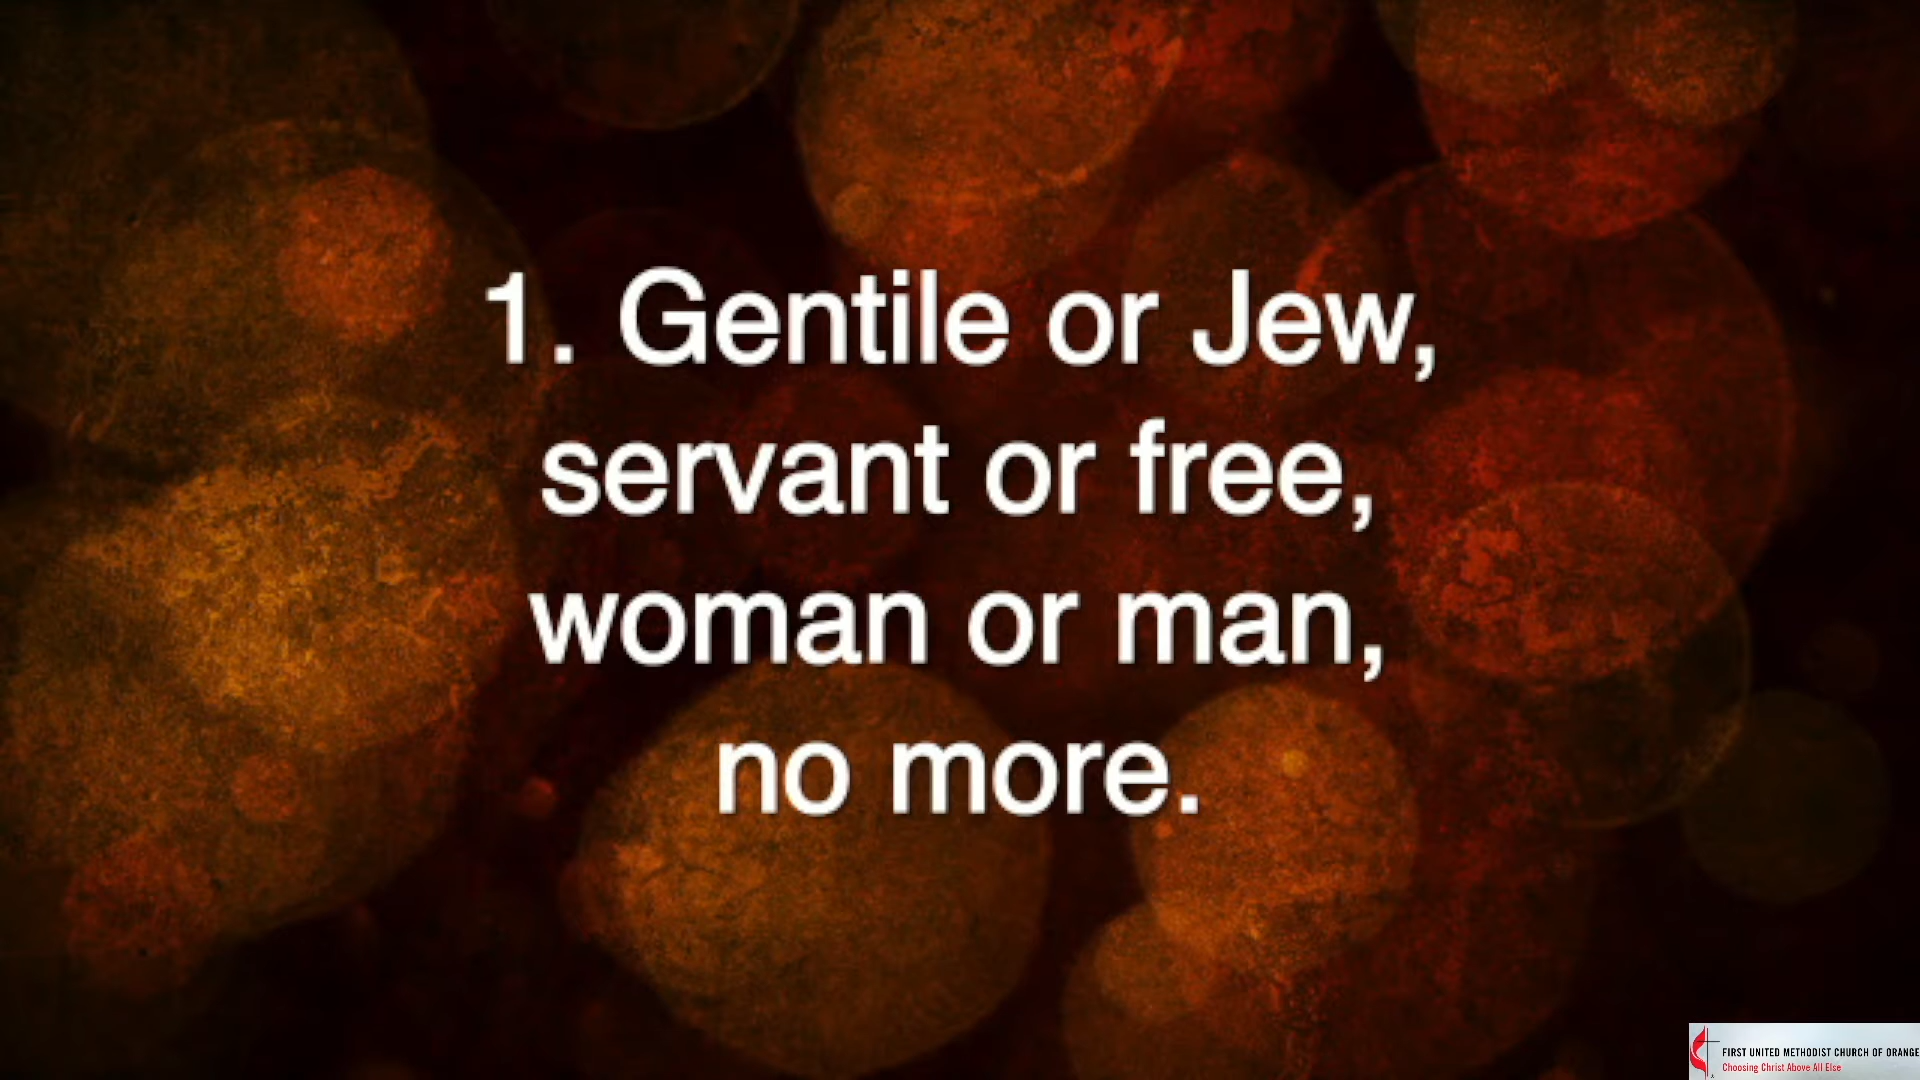 1. Gentile or Jew,
servant or free,
woman or man,
no more.
FIRST UNITED METHODIST CHURCH OF ORANGE
Choosing Christ Above All Else